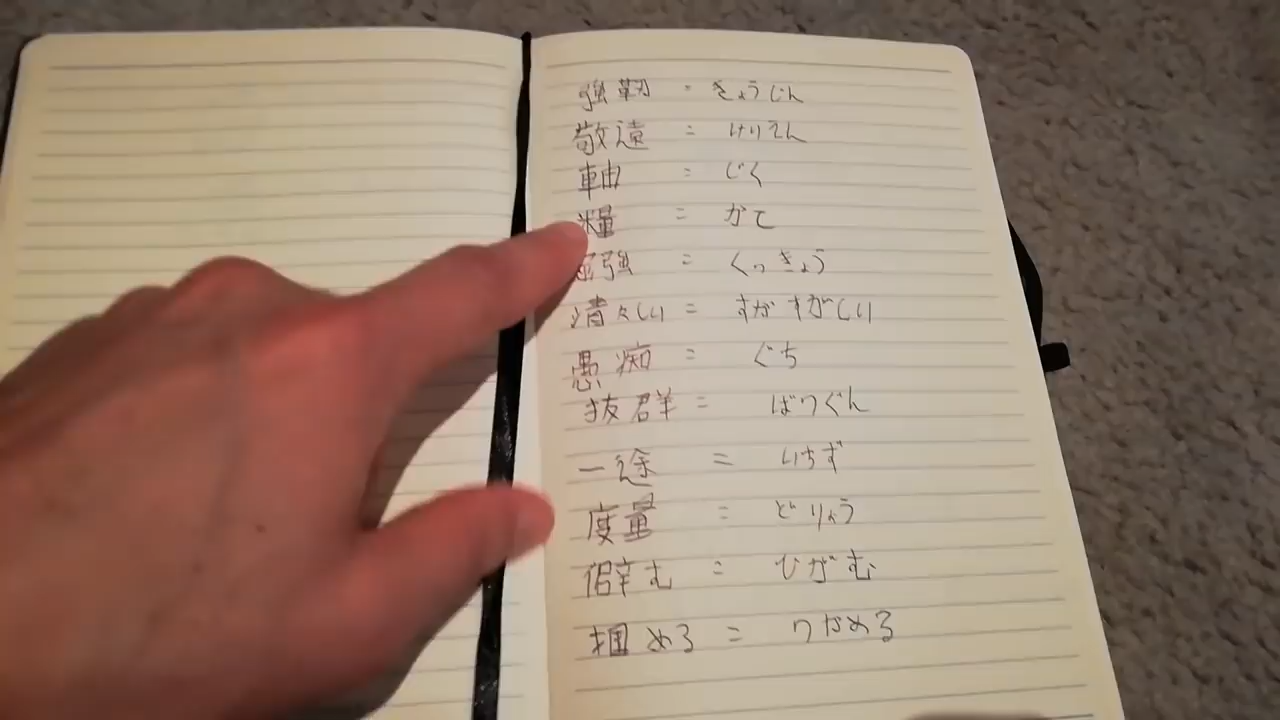 強靭 = きょうじん
敬遠 = けいえん
軸 = じく
糧 = かて
屈強 = くっきょう
清々しい = すがすがしい
愚痴 = ぐち
抜群 = ばつぐん
一途 = いちず
度量 = どりょう
僻む = ひがむ
掴める = つかめる